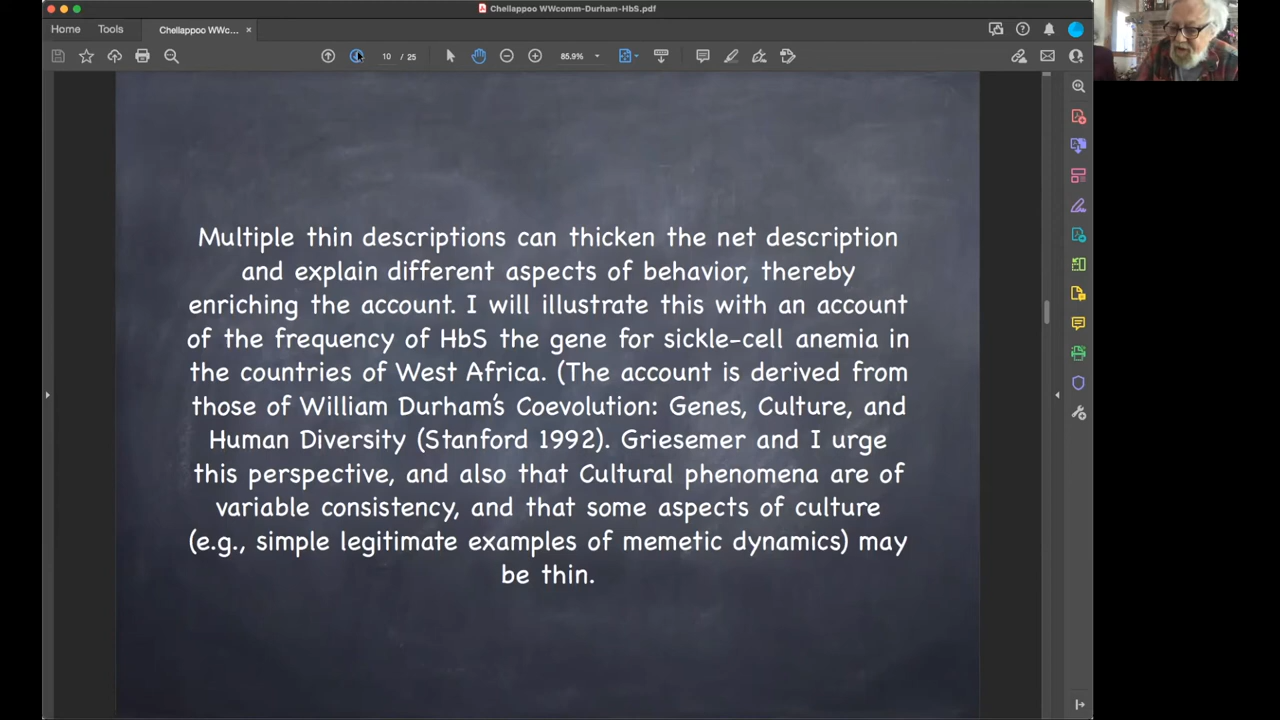 Chellappoo WWcomm-Durham-HbS.pdf
Home Tools Chellappoo WWc... ×
10 / 25 85.9%
Multiple thin descriptions can thicken the net description
and explain different aspects of behavior, thereby
enriching the account. I will illustrate this with an account
of the frequency of HbS the gene for sickle-cell anemia in
the countries of West Africa. (The account is derived from
those of William Durham's Coevolution: Genes, Culture, and
Human Diversity (Stanford 1992). Griesemer and I urge
this perspective, and also that Cultural phenomena are of
variable consistency, and that some aspects of culture
(e.g., simple legitimate examples of memetic dynamics) may
be thin.